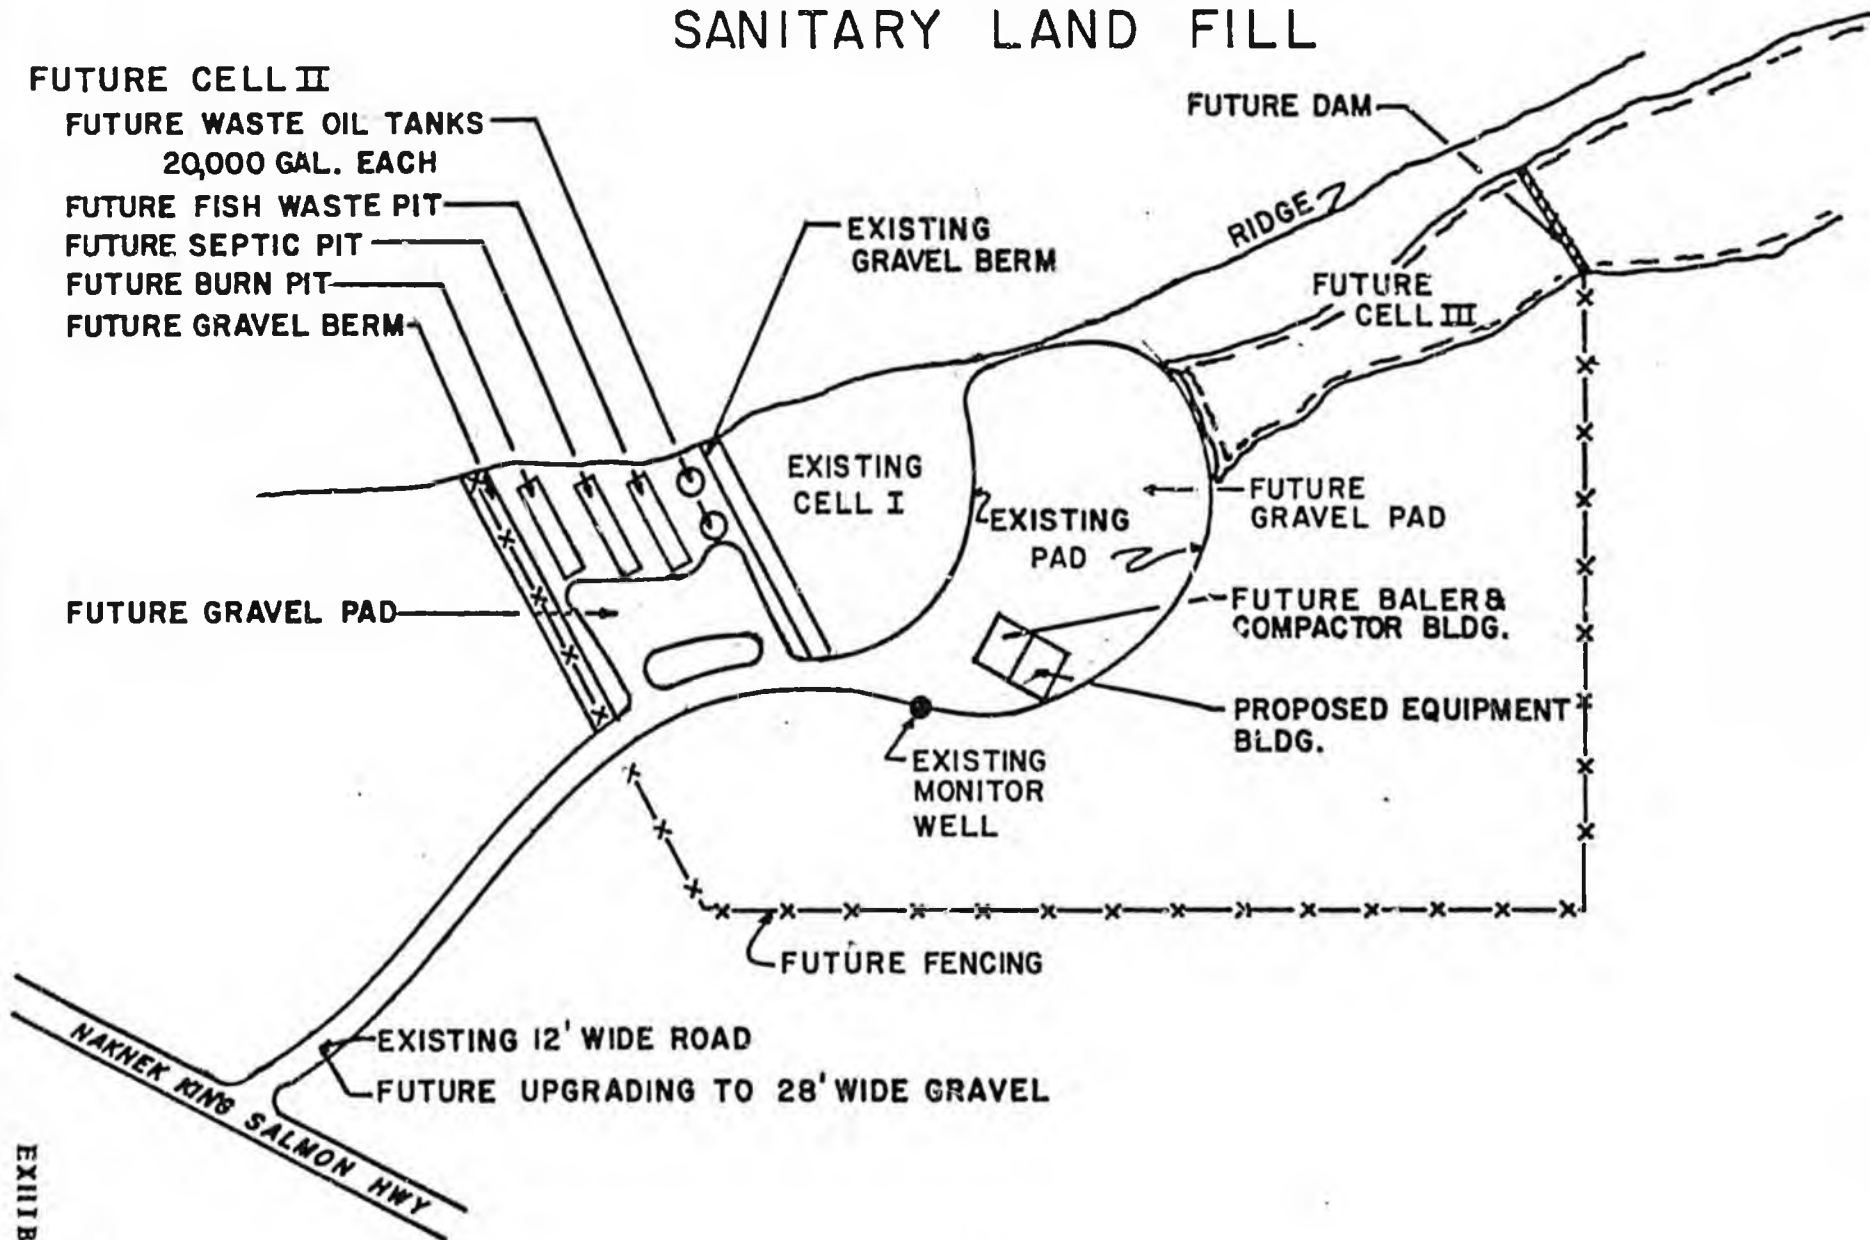 SANITARY LAND FILL
FUTURE CELL II
FUTURE WASTE OIL TANKS
20,000 GAL. EACH
FUTURE FISH WASTE PIT
FUTURE SEPTIC PIT
FUTURE BURN PIT
FUTURE GRAVEL BERM
EXISTING
GRAVEL BERM
FUTURE DAM
RIDGE
FUTURE
CELL III
EXISTING
CELL I
EXISTING
PAD
FUTURE
GRAVEL PAD
FUTURE GRAVEL PAD
FUTURE BALER &
COMPACTOR BLDG.
PROPOSED EQUIPMENT
BLDG.
EXISTING
MONITOR
WELL
FUTURE FENCING
EXISTING 12' WIDE ROAD
FUTURE UPGRADING TO 28' WIDE GRAVEL
NAKNEK KING SALMON HWY